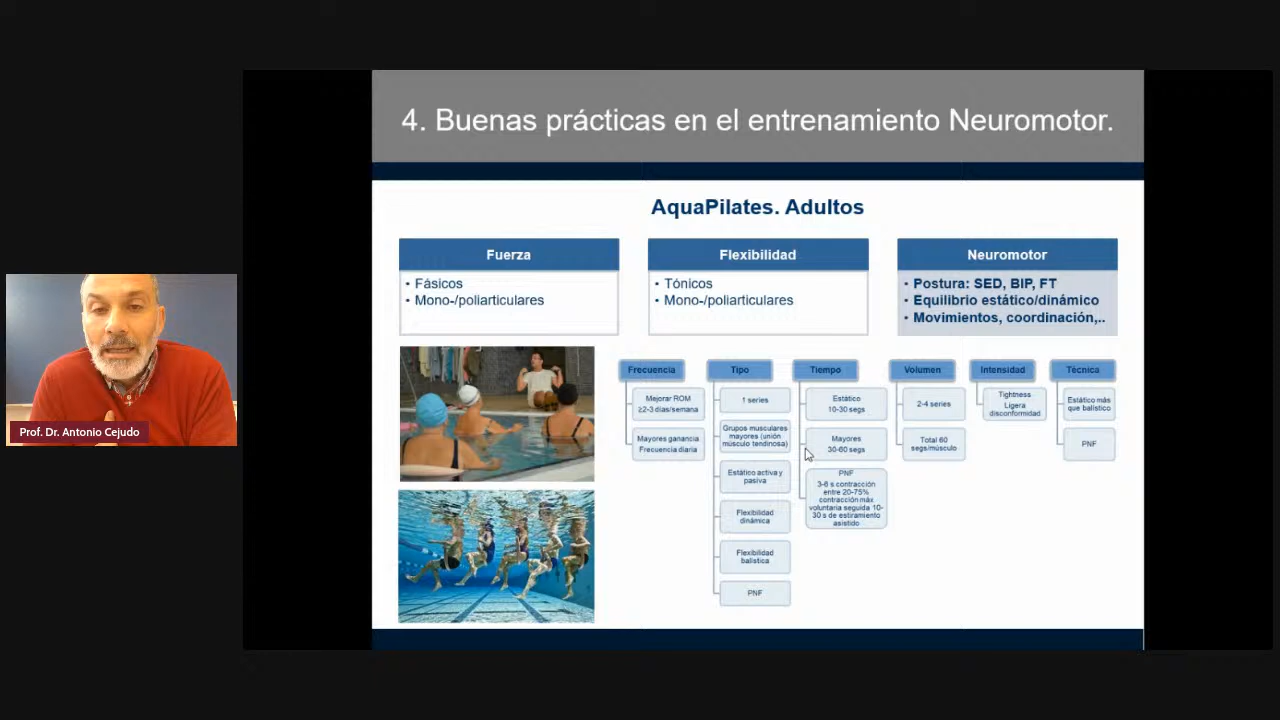 4. Buenas prácticas en el entrenamiento Neuromotor.
AquaPilates. Adultos
Fuerza
• Fásicos
• Mono-/poliarticulares
Flexibilidad
• Tónicos
• Mono-/poliarticulares
Neuromotor
• Postura: SED, BIP, FT
• Equilibrio estático/dinámico
• Movimientos, coordinación,..
Frecuencia
Mejorar ROM
≥2-3 días/semana
Mayores ganancia
Frecuencia diaria
Tipo
1 series
Grupos musculares
mayores (unión
músculo tendinosa)
Estático activa y
pasiva
Flexibilidad
dinámica
Flexibilidad
balística
PNF
Tiempo
Estático
10-30 segs
Mayores
30-60 segs
PNF
3-6 s contracción
entre 20-75%
contracción máx
voluntaria seguida 10-
30 s de estiramiento
asistido
Volumen
2-4 series
Total 60
segs/músculo
Intensidad
Tightness
Ligera
disconformidad
Técnica
Estático más
que balístico
PNF
Prof. Dr. Antonio Cejudo